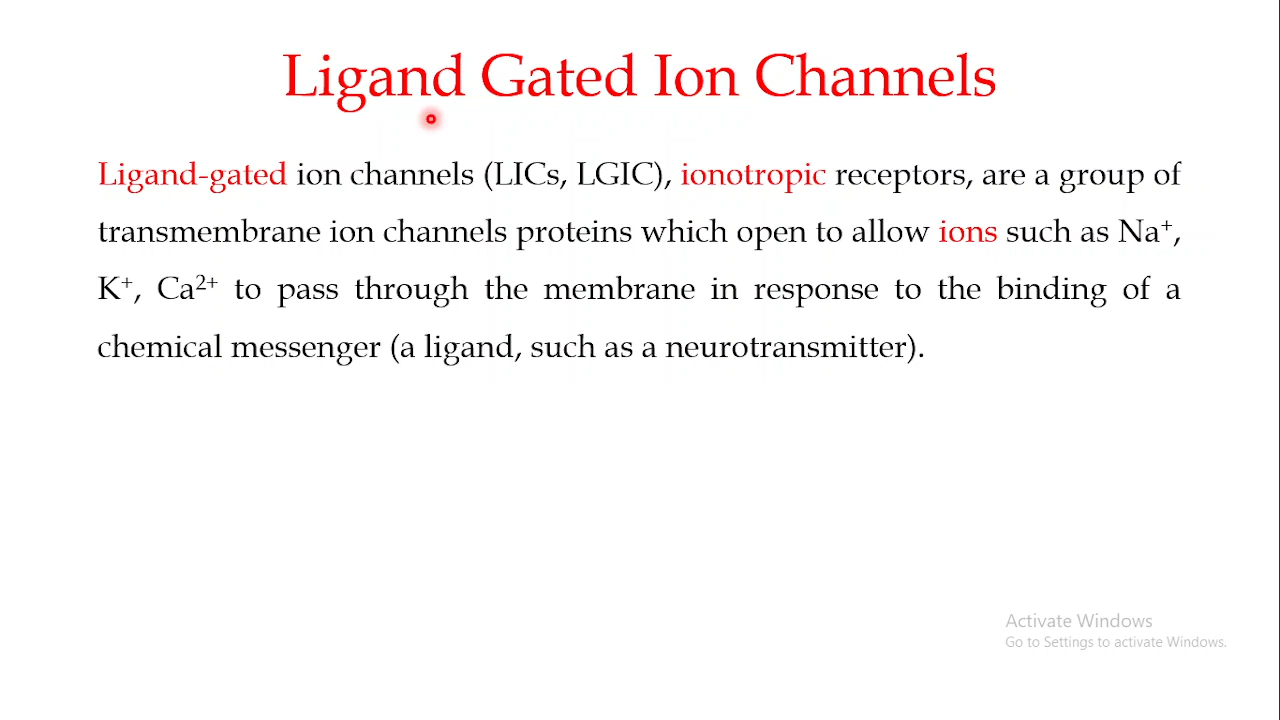 Ligand Gated Ion Channels
Ligand-gated ion channels (LICs, LGIC), ionotropic receptors, are a group of
transmembrane ion channels proteins which open to allow ions such as Na⁺,
K⁺, Ca²⁺ to pass through the membrane in response to the binding of a
chemical messenger (a ligand, such as a neurotransmitter).
Activate Windows
Go to Settings to activate Windows.